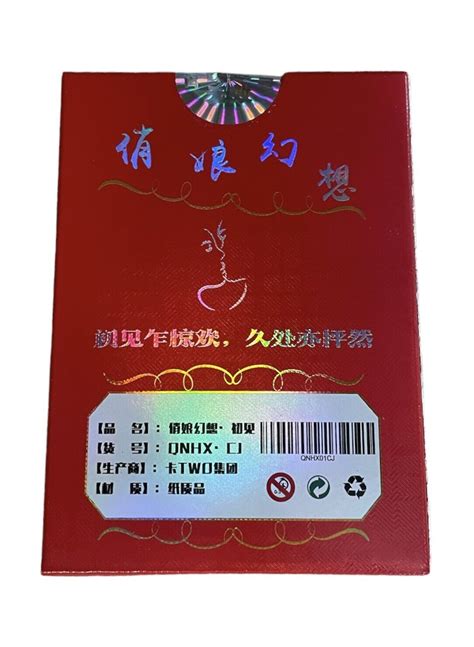 俏娘幻想
初见乍惊欢，久处亦怦然
【品 名】：俏娘幻想·初见
【货 号】：QNHX·CJ
【生产商】：卡TWO集团
【材 质】：纸质品
QNHX01CJ